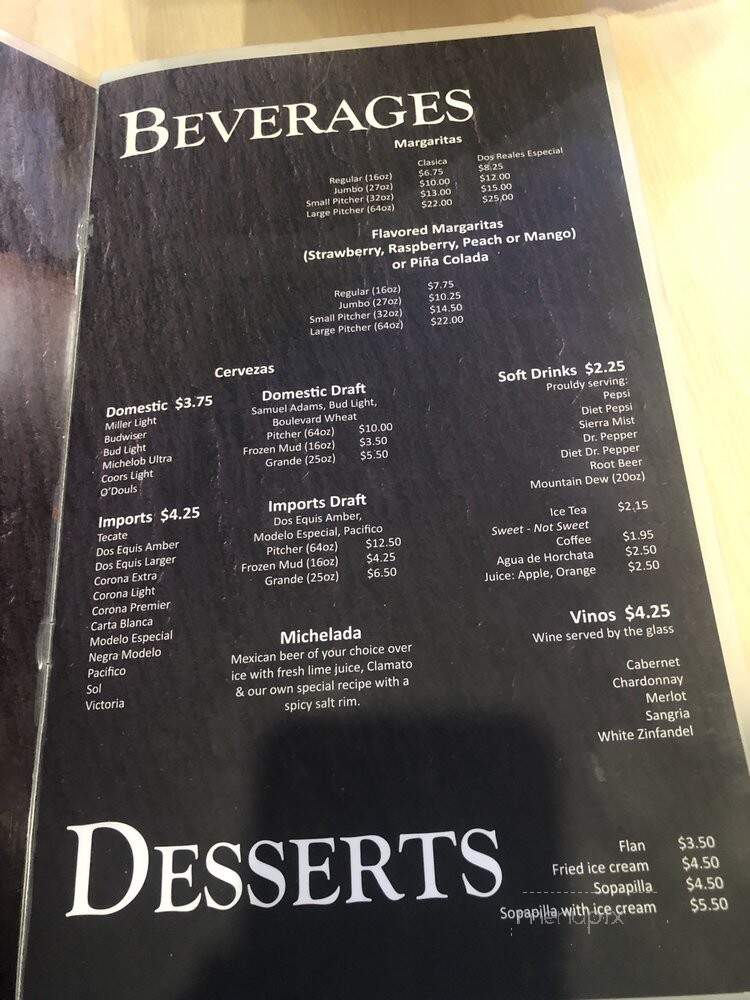 BEVERAGES
Margaritas
Clasica Dos Reales Especial
Regular (16oz) $6.75 $8.25
Jumbo (27oz) $10.00 $12.00
Small Pitcher (32oz) $13.00 $15.00
Large Pitcher (64oz) $22.00 $25.00
Flavored Margaritas
(Strawberry, Raspberry, Peach or Mango)
or Piña Colada
Regular (16oz) $7.75
Jumbo (27oz) $10.25
Small Pitcher (32oz) $14.50
Large Pitcher (64oz) $22.00
Cervezas
Domestic $3.75
Miller Light
Budwiser
Bud Light
Michelob Ultra
Coors Light
O'Douls
Imports $4.25
Tecate
Dos Equis Amber
Dos Equis Larger
Corona Extra
Corona Light
Corona Premier
Carta Blanca
Modelo Especial
Negra Modelo
Pacifico
Sol
Victoria
Domestic Draft
Samuel Adams, Bud Light,
Boulevard Wheat
Pitcher (64oz) $10.00
Frozen Mud (16oz) $3.50
Grande (25oz) $5.50
Imports Draft
Dos Equis Amber,
Modelo Especial, Pacifico
Pitcher (64oz) $12.50
Frozen Mud (16oz) $4.25
Grande (25oz) $6.50
Michelada
Mexican beer of your choice over
ice with fresh lime juice, Clamato
& our own special recipe with a
spicy salt rim.
Soft Drinks $2.25
Prouldy serving:
Pepsi
Diet Pepsi
Sierra Mist
Dr. Pepper
Diet Dr. Pepper
Root Beer
Mountain Dew (20oz)
Ice Tea $2.15
Sweet - Not Sweet
Coffee $1.95
Agua de Horchata $2.50
Juice: Apple, Orange $2.50
Vinos $4.25
Wine served by the glass
Cabernet
Chardonnay
Merlot
Sangria
White Zinfandel
DESSERTS
Flan $3.50
Fried ice cream $4.50
Sopapilla $4.50
Sopapilla with ice cream $5.50
menupix